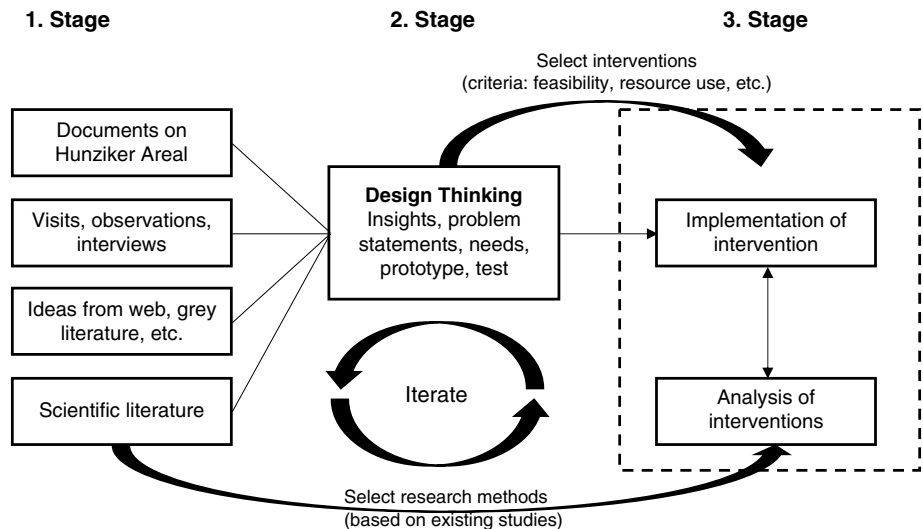 1. Stage
2. Stage
3. Stage
Select interventions
(criteria: feasibility, resource use, etc.)
Documents on
Hunziker Areal
Visits, observations,
interviews
Ideas from web, grey
literature, etc.
Scientific literature
Design Thinking
Insights, problem
statements, needs,
prototype, test
Iterate
Implementation of
intervention
Analysis of
interventions
Select research methods
(based on existing studies)